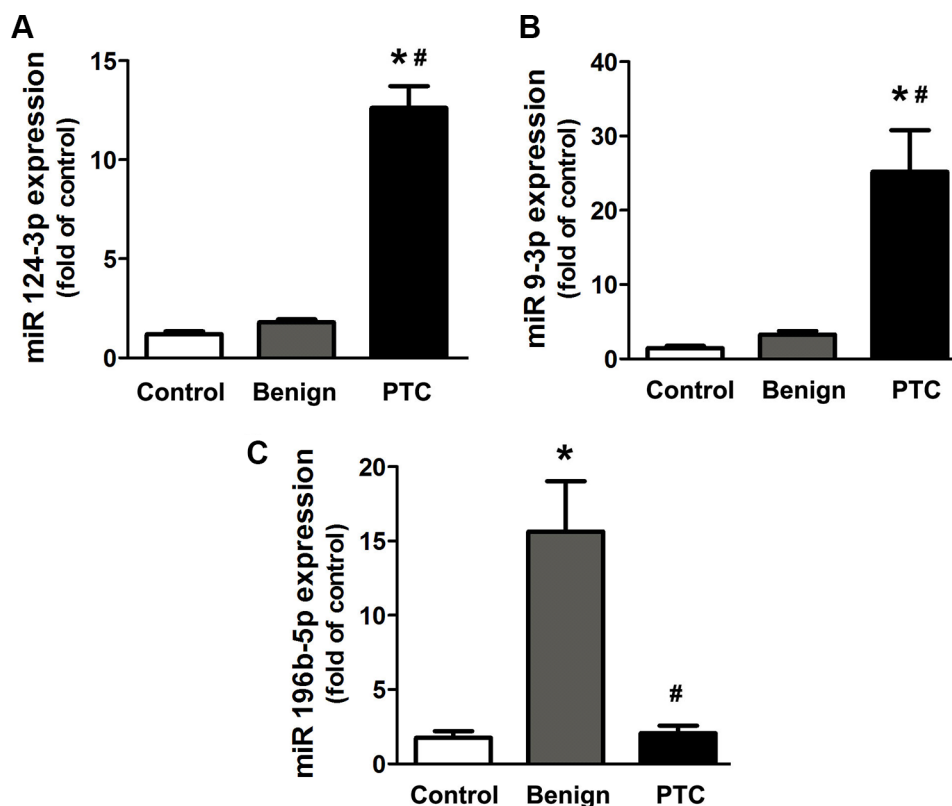 A
miR 124-3p expression
(fold of control)
15
10
5
0
* #
Control Benign PTC
B
miR 9-3p expression
(fold of control)
40
30
20
10
0
* #
Control Benign PTC
C
miR 196b-5p expression
(fold of control)
20
15
10
5
0
*
#
Control Benign PTC